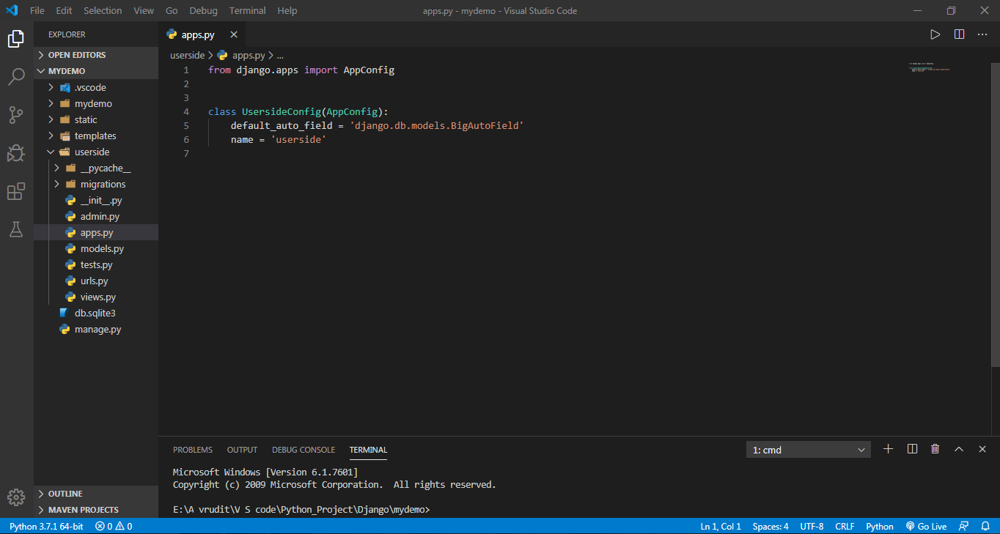 File Edit Selection View Go Debug Terminal Help apps.py - mydemo - Visual Studio Code
EXPLORER
OPEN EDITORS
MYDEMO
.vscode
mydemo
static
templates
userside
__pycache__
migrations
__init__.py
admin.py
apps.py
models.py
tests.py
urls.py
views.py
db.sqlite3
manage.py
OUTLINE
MAVEN PROJECTS
apps.py
userside > apps.py > ...
1 from django.apps import AppConfig
2
3
4 class UsersideConfig(AppConfig):
5 default_auto_field = 'django.db.models.BigAutoField'
6 name = 'userside'
7
PROBLEMS OUTPUT DEBUG CONSOLE TERMINAL 1: cmd
Microsoft Windows [Version 6.1.7601]
Copyright (c) 2009 Microsoft Corporation. All rights reserved.
E:\A vrudit\V S code\Python_Project\Django\mydemo>
Python 3.7.1 64-bit 0 0 Ln 1, Col 1 Spaces: 4 UTF-8 CRLF Python Go Live